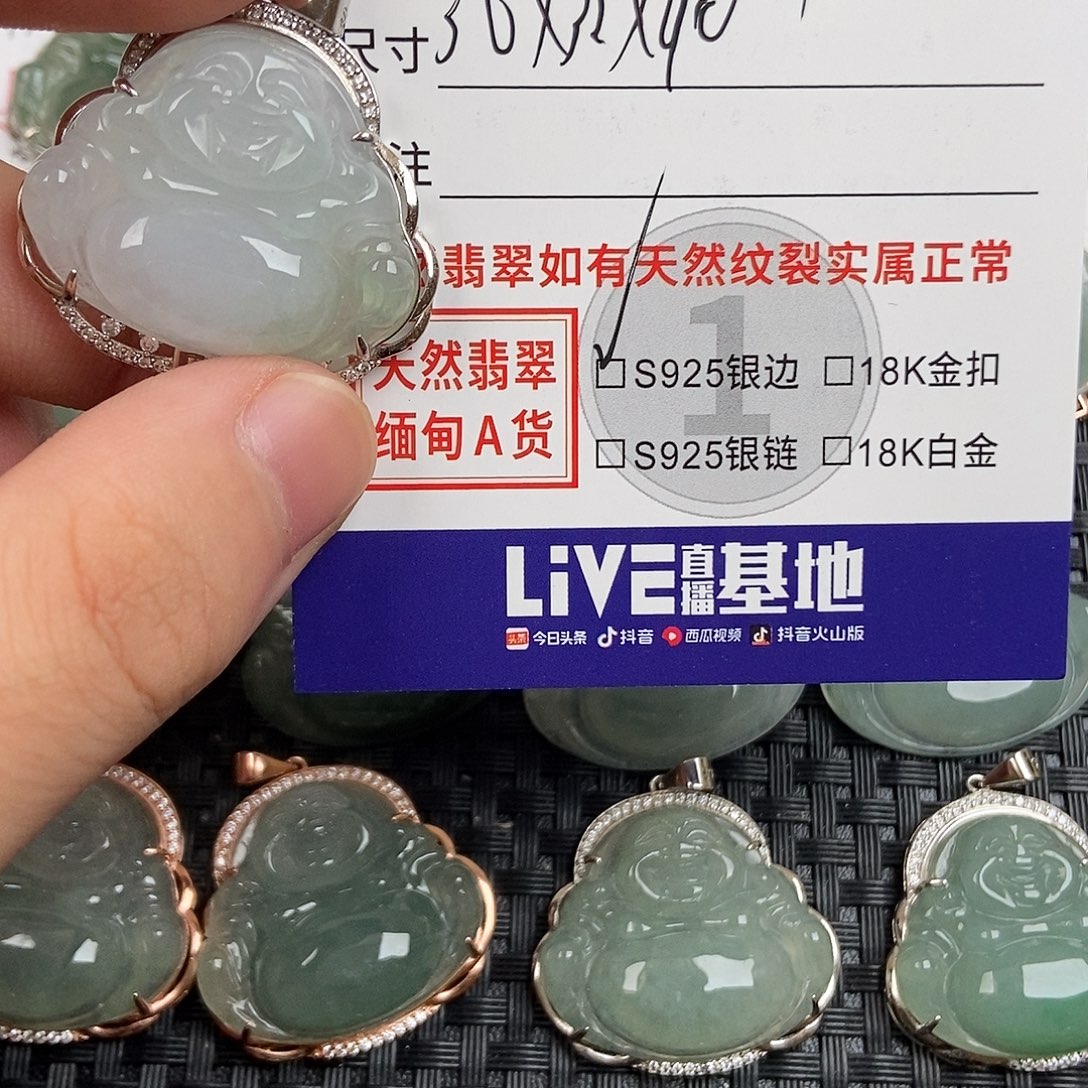 尺寸
注
翡翠如有天然纹裂实属正常
天然翡翠
缅甸A货
S925银边 18K金扣
S925银链 18K白金
1
LiVE直播基地
头条 今日头条 抖音 西瓜视频 抖音火山版